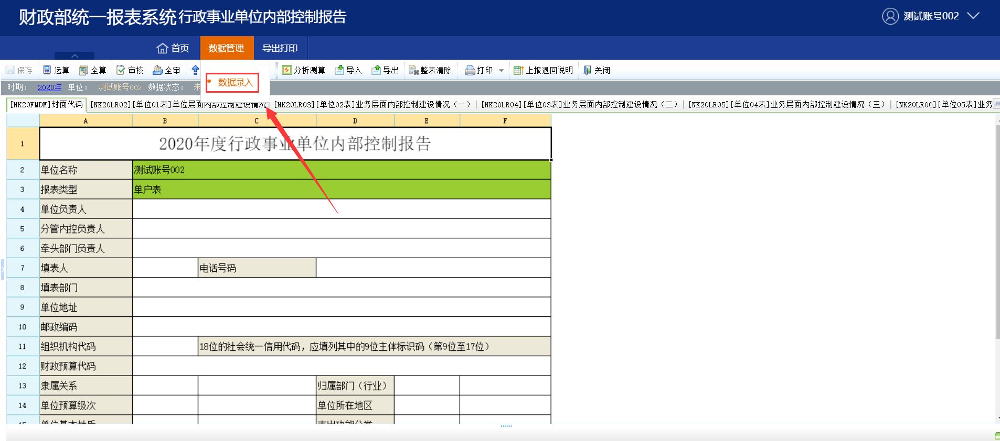 财政部统一报表系统 行政事业单位内部控制报告
测试账号002
首页 数据管理 导出打印
保存 运算 全算 审核 全审 分析测算 导入 导出 整表清除 打印 上报退回说明 关闭
数据录入
时期： 2020年 单位： 测试账号002 数据状态： 未
[NK20FMDM]封面代码 [NK20LR02][单位01表]单位层面内部控制建设情况 [NK20LR03][单位02表]业务层面内部控制建设情况（一） [NK20LR04][单位03表]业务层面内部控制建设情况（二） [NK20LR05][单位04表]业务层面内部控制建设情况（三） [NK20LR06][单位05表]业务
A B C D E F
1 2020年度行政事业单位内部控制报告
2 单位名称 测试账号002
3 报表类型 单户表
4 单位负责人
5 分管内控负责人
6 牵头部门负责人
7 填表人 电话号码
8 填表部门
9 单位地址
10 邮政编码
11 组织机构代码 18位的社会统一信用代码，应填列其中的9位主体标识码（第9位至17位）
12 财政预算代码
13 隶属关系 归属部门（行业）
14 单位预算级次 单位所在地区